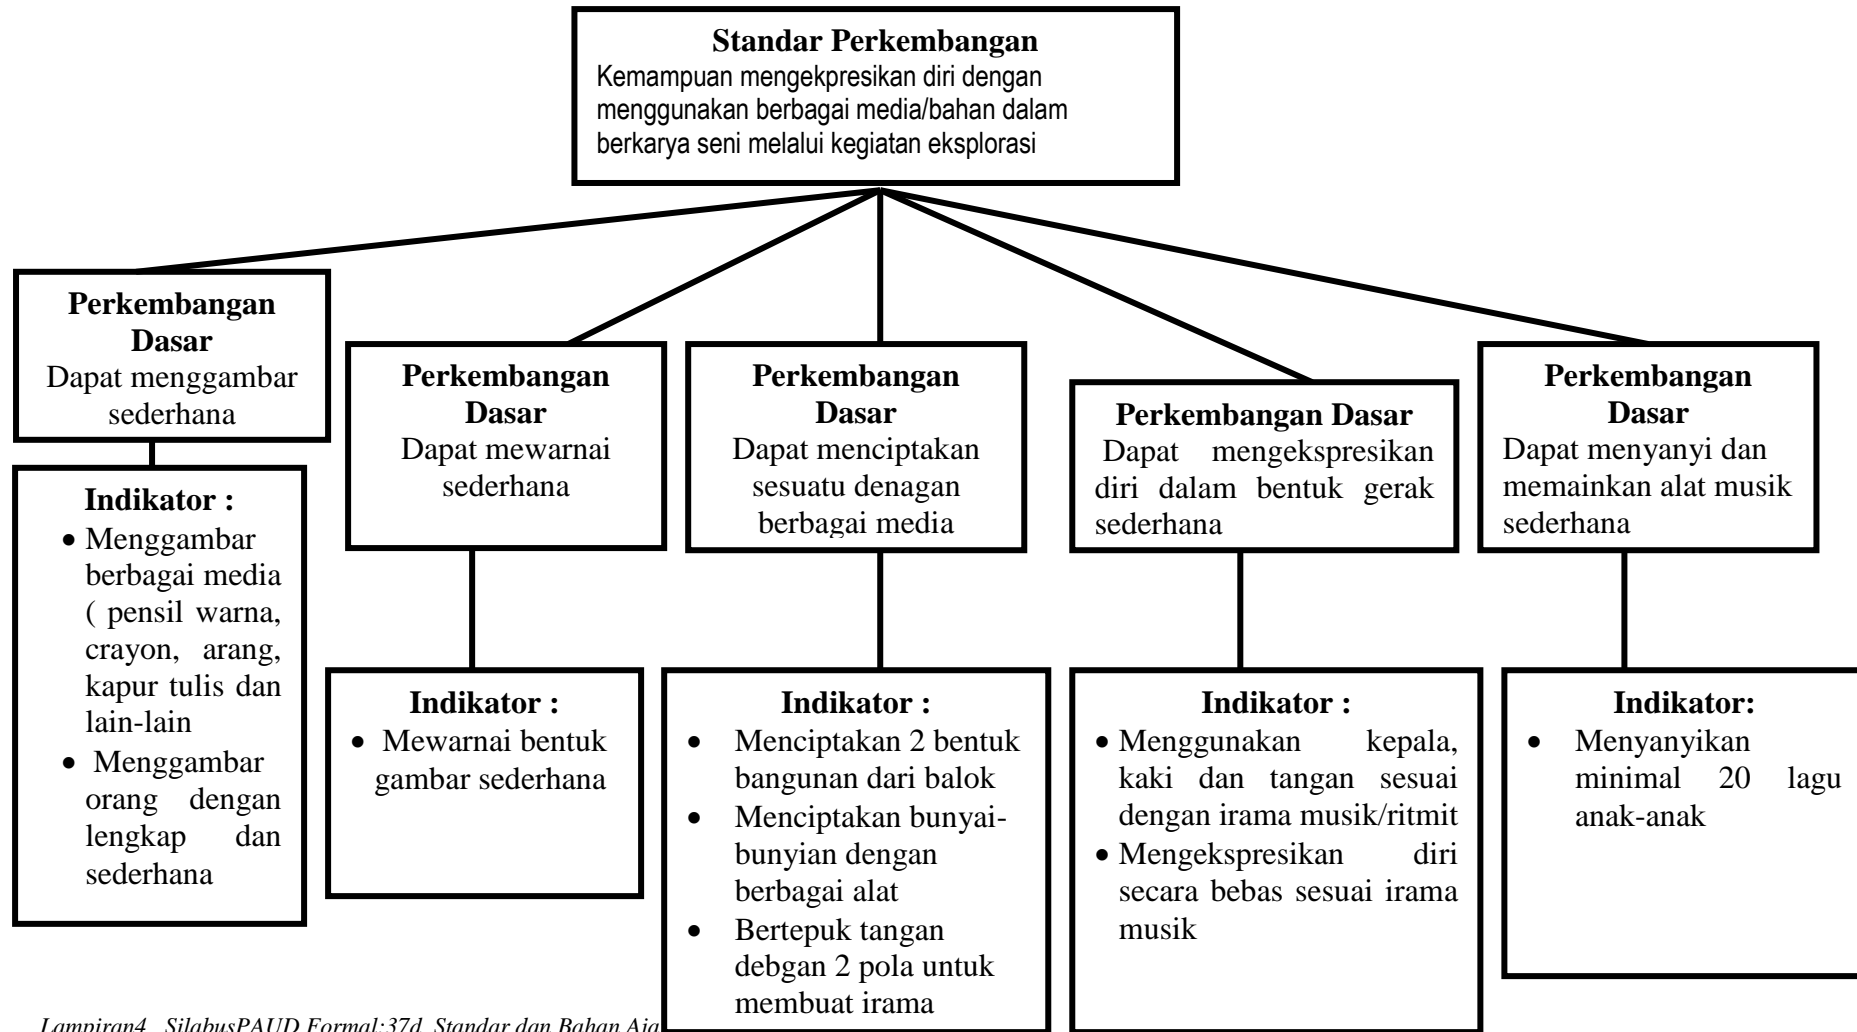 Standar Perkembangan
Kemampuan mengekpresikan diri dengan
menggunakan berbagai media/bahan dalam
berkarya seni melalui kegiatan eksplorasi
Perkembangan
Dasar
Dapat menggambar
sederhana
Perkembangan
Dasar
Dapat mewarnai
sederhana
Perkembangan
Dasar
Dapat menciptakan
sesuatu denagan
berbagai media
Perkembangan Dasar
Dapat mengekspresikan
diri dalam bentuk gerak
sederhana
Perkembangan
Dasar
Dapat menyanyi dan
memainkan alat musik
sederhana
Indikator :
• Menggambar
berbagai media
( pensil warna,
crayon, arang,
kapur tulis dan
lain-lain
• Menggambar
orang dengan
lengkap dan
sederhana
Indikator :
• Mewarnai bentuk
gambar sederhana
Indikator :
• Menciptakan 2 bentuk
bangunan dari balok
• Menciptakan bunyai-
bunyian dengan
berbagai alat
• Bertepuk tangan
debgan 2 pola untuk
membuat irama
Indikator :
• Menggunakan kepala,
kaki dan tangan sesuai
dengan irama musik/ritmit
• Mengekspresikan diri
secara bebas sesuai irama
musik
Indikator:
• Menyanyikan
minimal 20 lagu
anak-anak
Lampiran4_SilabusPAUD Formal;37d_Standar dan Bahan Aja